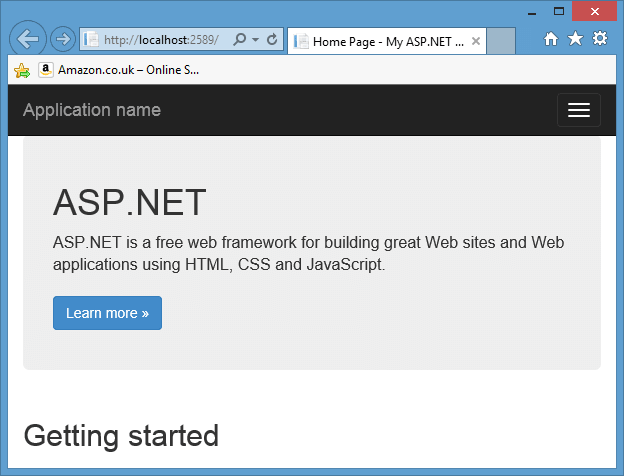 http://localhost:2589/
Home Page - My ASP.NET ...
Amazon.co.uk – Online S...
Application name
ASP.NET
ASP.NET is a free web framework for building great Web sites and Web
applications using HTML, CSS and JavaScript.
Learn more »
Getting started